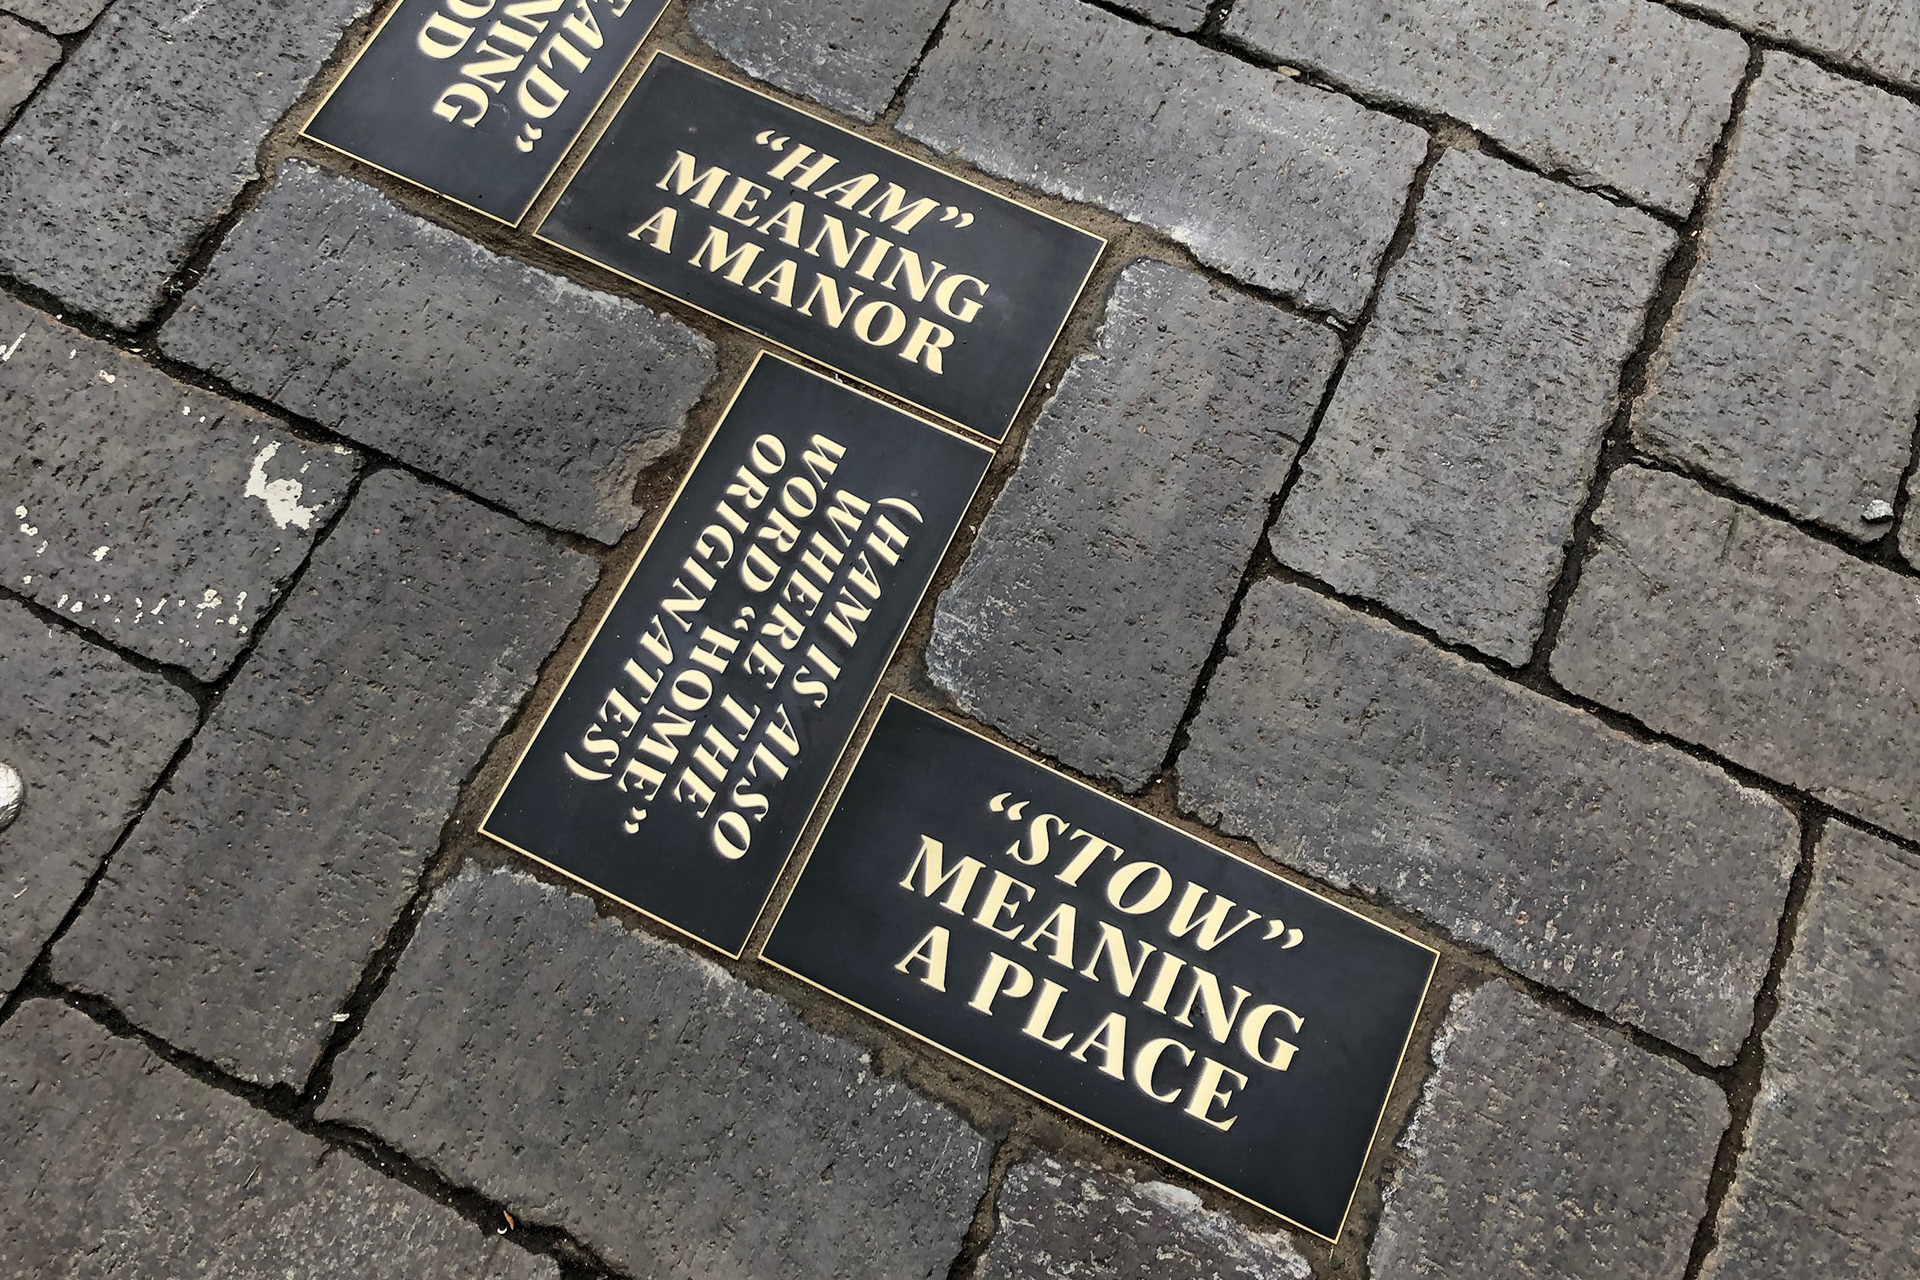 “HAM”
MEANING
A MANOR
(HAM IS ALSO
WHERE THE
WORD “HOME”
ORIGINATES)
“STOW”
MEANING
A PLACE